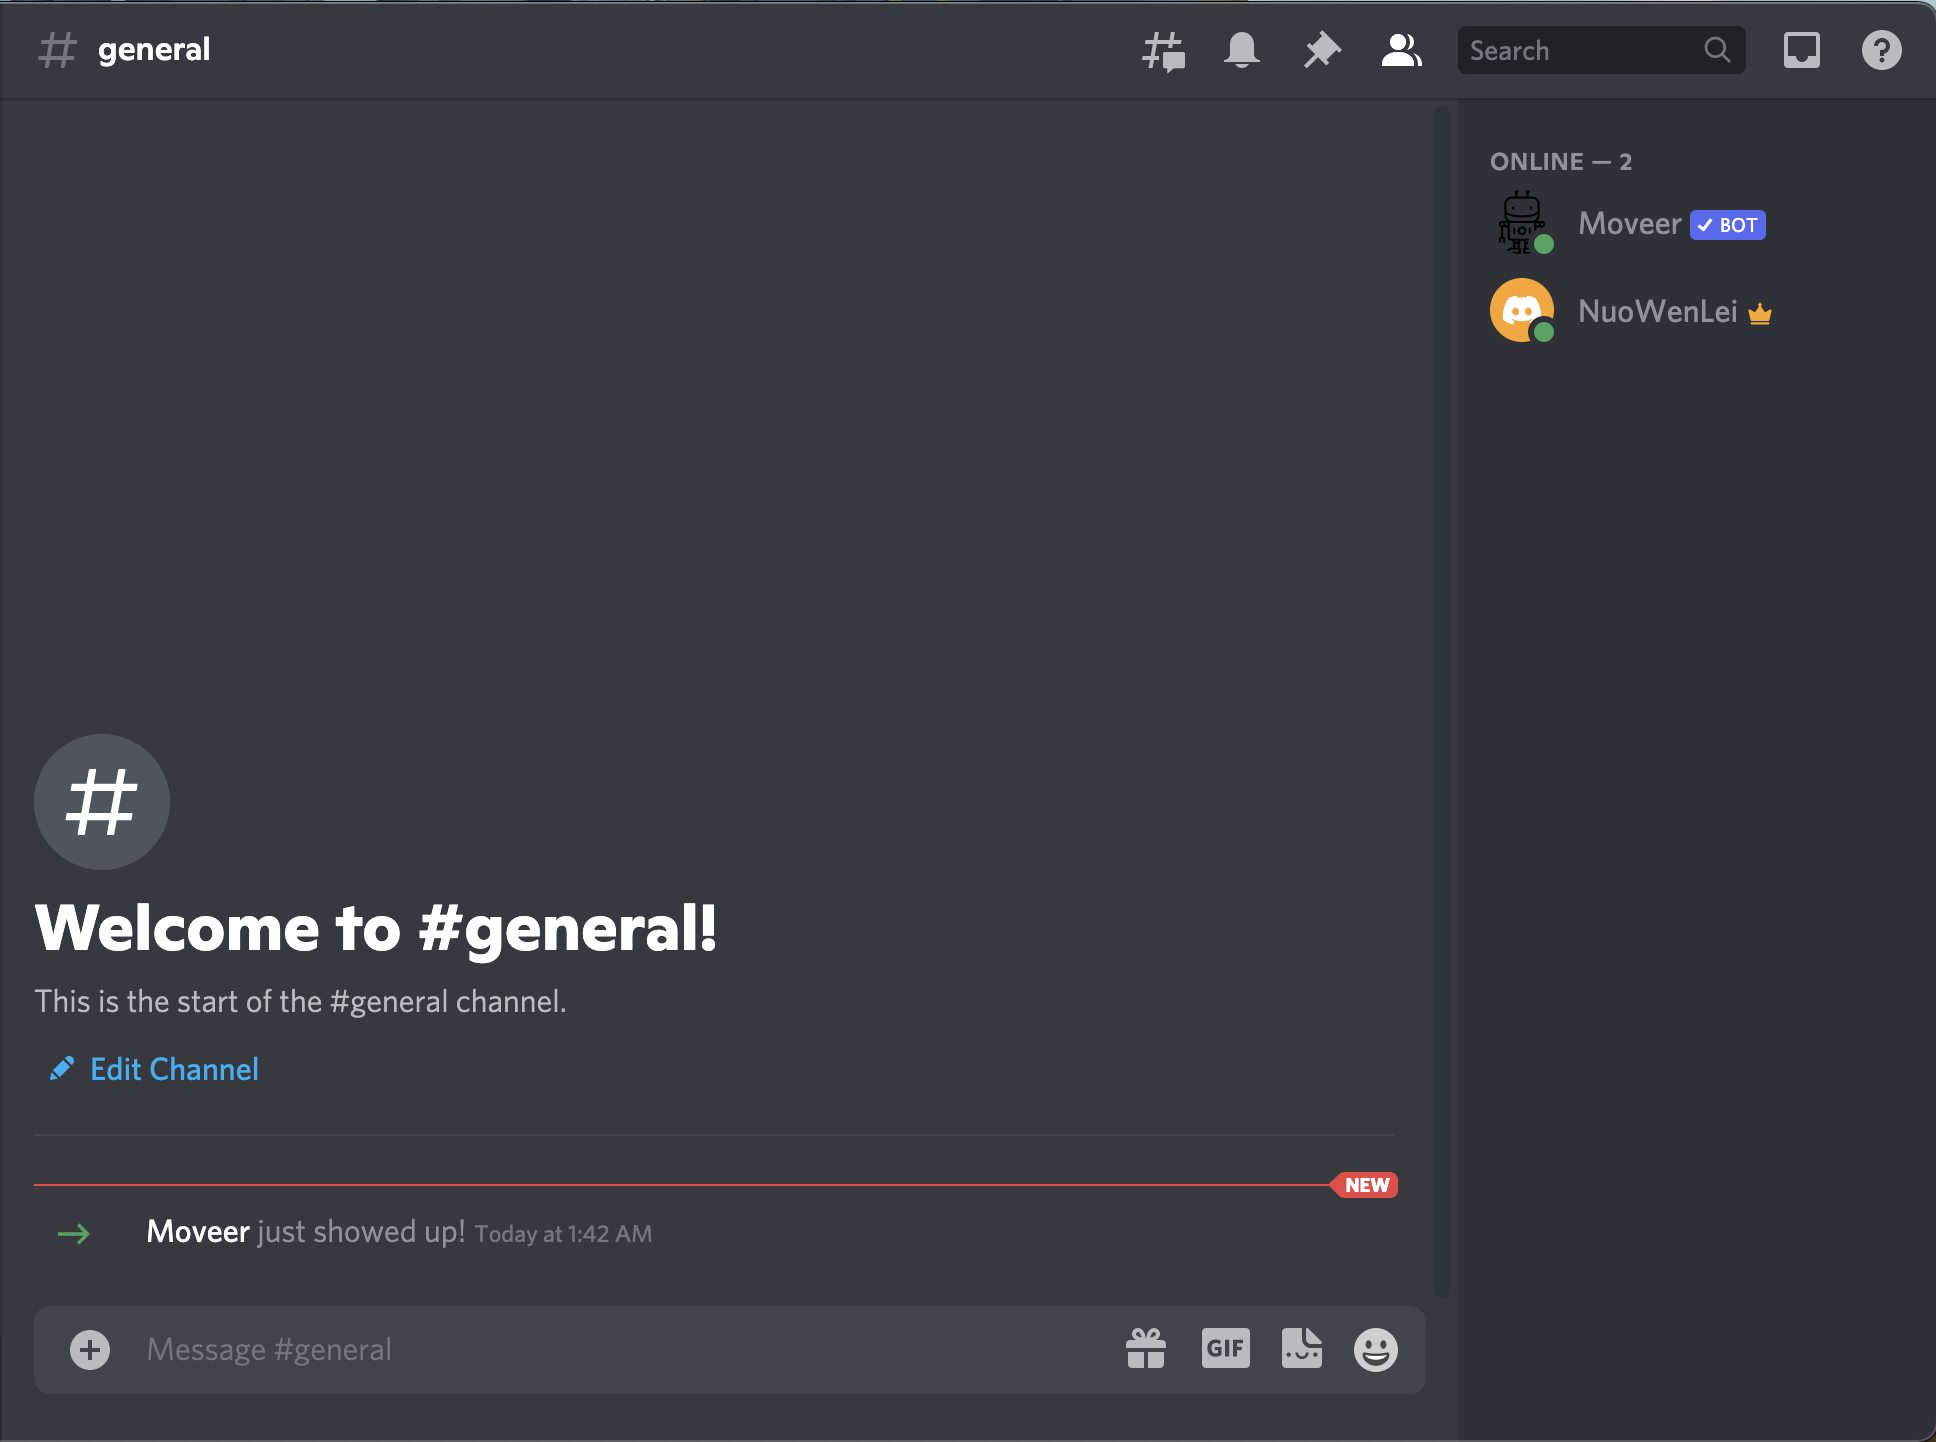 general
Search
ONLINE — 2
Moveer BOT
NuoWenLei
Welcome to #general!
This is the start of the #general channel.
Edit Channel
NEW
Moveer just showed up! Today at 1:42 AM
Message #general
GIF